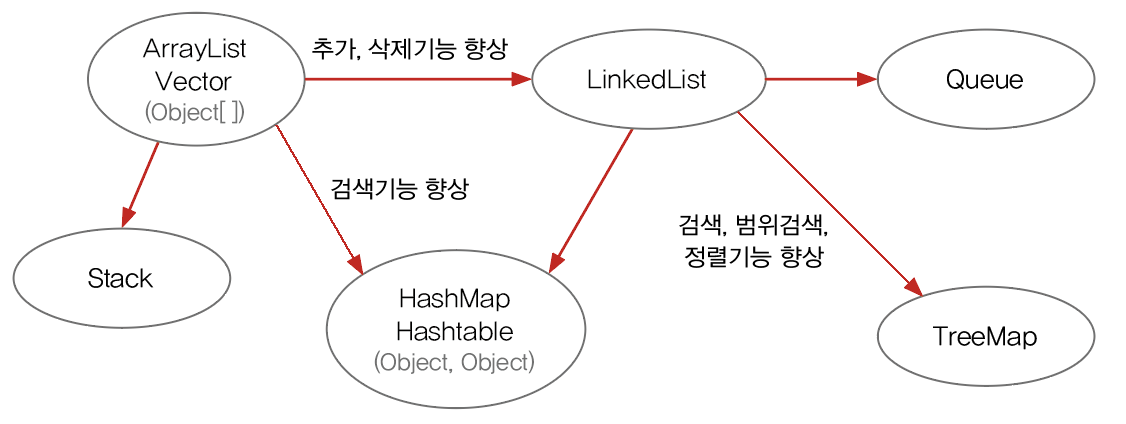 ArrayList
Vector
(Object[ ])
추가, 삭제기능 향상
LinkedList
Queue
검색기능 향상
검색, 범위검색,
정렬기능 향상
Stack
HashMap
Hashtable
(Object, Object)
TreeMap